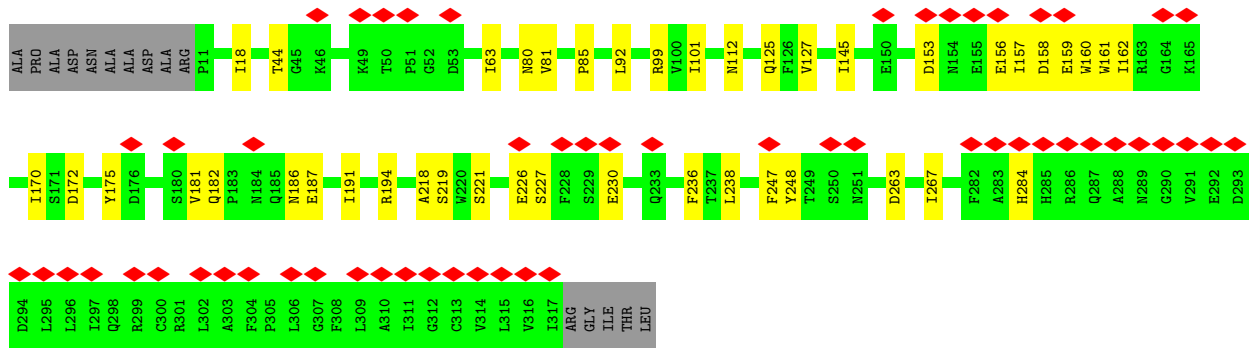 ALA PRO ALA ASP ASN ALA ALA ASP ALA ARG P11 I18 T44 G45 K46 K49 T50 P51 G52 D53 I63 N80 V81 P85 L92 R99 V100 I101 N112 Q125 F126 V127 I145 E150 D153 N154 E155 E156 I157 D158 E159 W160 W161 I162 R163 G164 K165
I170 S171 D172 Y175 D176 S180 V181 Q182 P183 N184 Q185 N186 E187 I191 R194 A218 S219 W220 S221 E226 S227 F228 S229 E230 Q233 F236 T237 L238 F247 Y248 T249 S250 N251 D263 I267 F282 A283 H284 H285 R286 Q287 A288 N289 G290 V291 E292 D293
D294 L295 L296 I297 Q298 R299 C300 R301 L302 A303 F304 P305 L306 G307 F308 L309 A310 I311 G312 C313 V314 L315 V316 I317 ARG GLY ILE THR LEU